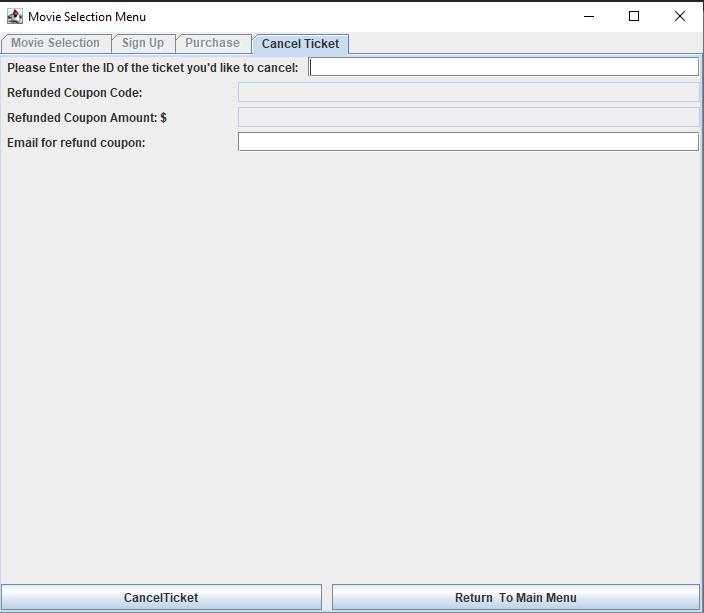 Movie Selection Menu
Movie Selection Sign Up Purchase Cancel Ticket
Please Enter the ID of the ticket you'd like to cancel:
Refunded Coupon Code:
Refunded Coupon Amount: $
Email for refund coupon:
CancelTicket Return  To Main Menu